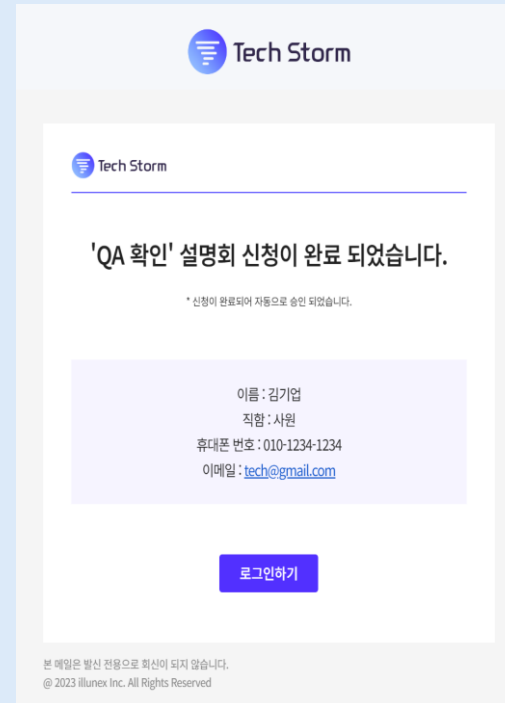 Tech Storm
Tech Storm
'QA 확인' 설명회 신청이 완료 되었습니다.
* 신청이 완료되어 자동으로 승인 되었습니다.
이름 : 김기업
직함 : 사원
휴대폰 번호 : 010-1234-1234
이메일 : tech@gmail.com
로그인하기
본 메일은 발신 전용으로 회신이 되지 않습니다.
@ 2023 illunex Inc. All Rights Reserved